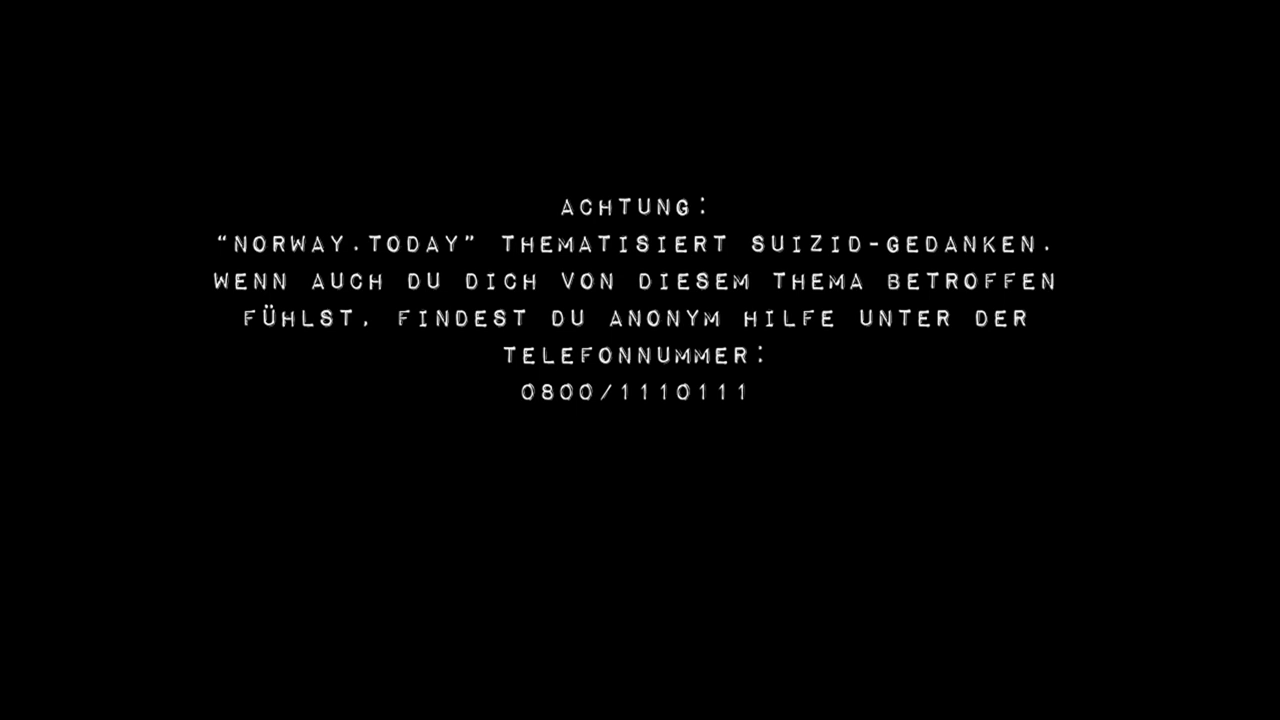 ACHTUNG:
“NORWAY.TODAY” THEMATISIERT SUIZID-GEDANKEN.
WENN AUCH DU DICH VON DIESEM THEMA BETROFFEN
FÜHLST, FINDEST DU ANONYM HILFE UNTER DER
TELEFONNUMMER:
0800/1110111